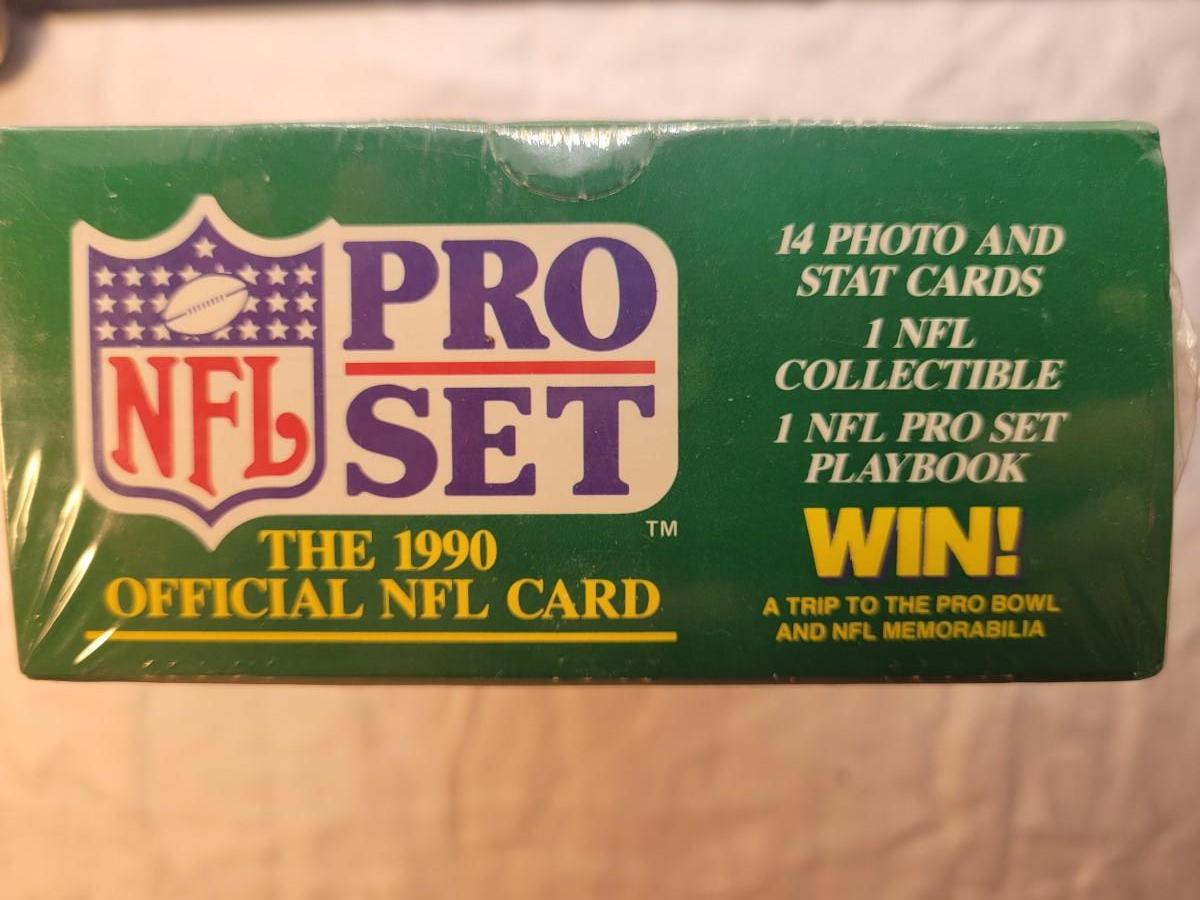 NFL
PRO
SET
TM
THE 1990
OFFICIAL NFL CARD
14 PHOTO AND
STAT CARDS
1 NFL
COLLECTIBLE
1 NFL PRO SET
PLAYBOOK
WIN!
A TRIP TO THE PRO BOWL
AND NFL MEMORABILIA